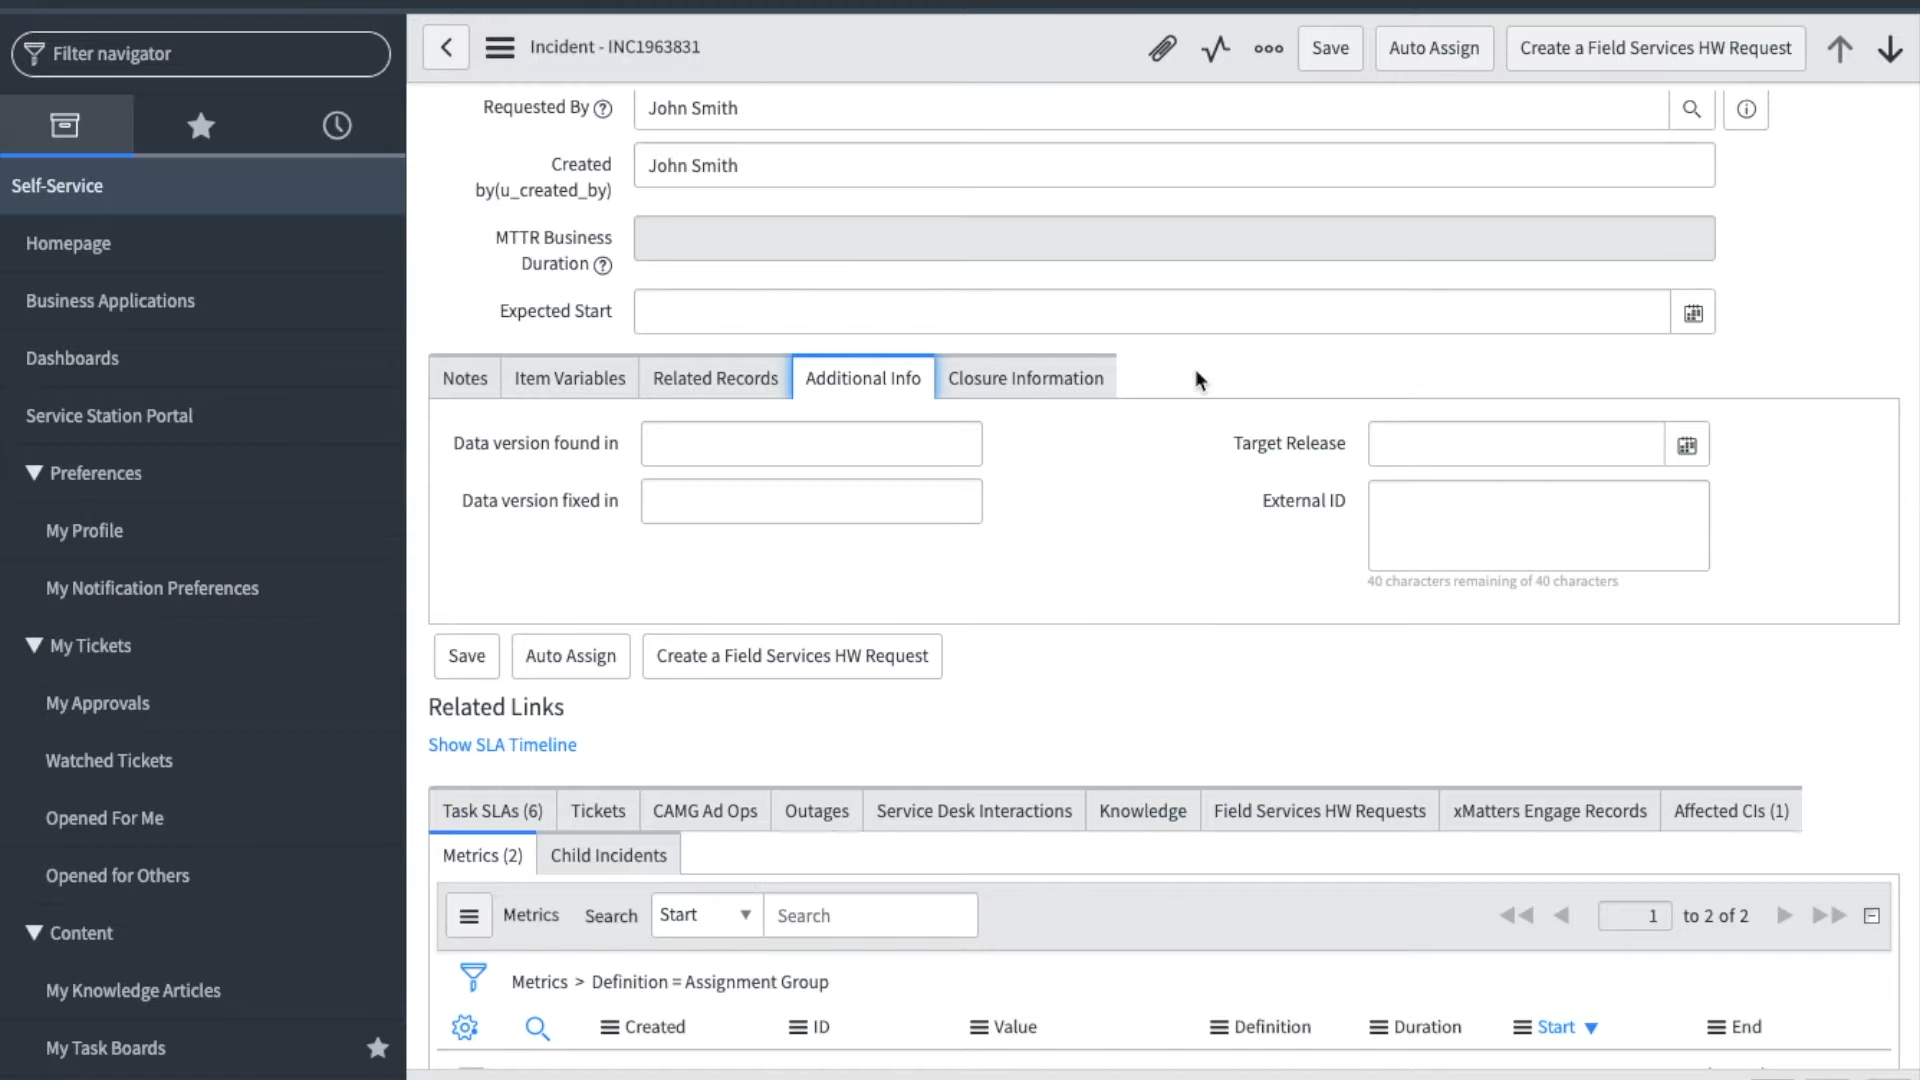 Filter navigator
Self-Service
Homepage
Business Applications
Dashboards
Service Station Portal
Preferences
My Profile
My Notification Preferences
My Tickets
My Approvals
Watched Tickets
Opened For Me
Opened for Others
Content
My Knowledge Articles
My Task Boards
Incident - INC1963831
Save
Auto Assign
Create a Field Services HW Request
Requested By John Smith
Created by(u_created_by) John Smith
MTTR Business Duration
Expected Start
Notes Item Variables Related Records Additional Info Closure Information
Data version found in Target Release
Data version fixed in External ID
40 characters remaining of 40 characters
Save Auto Assign Create a Field Services HW Request
Related Links
Show SLA Timeline
Task SLAs (6) Tickets CAMG Ad Ops Outages Service Desk Interactions Knowledge Field Services HW Requests xMatters Engage Records Affected CIs (1)
Metrics (2) Child Incidents
Metrics Search Start Search 1 to 2 of 2
Metrics > Definition = Assignment Group
Created ID Value Definition Duration Start End